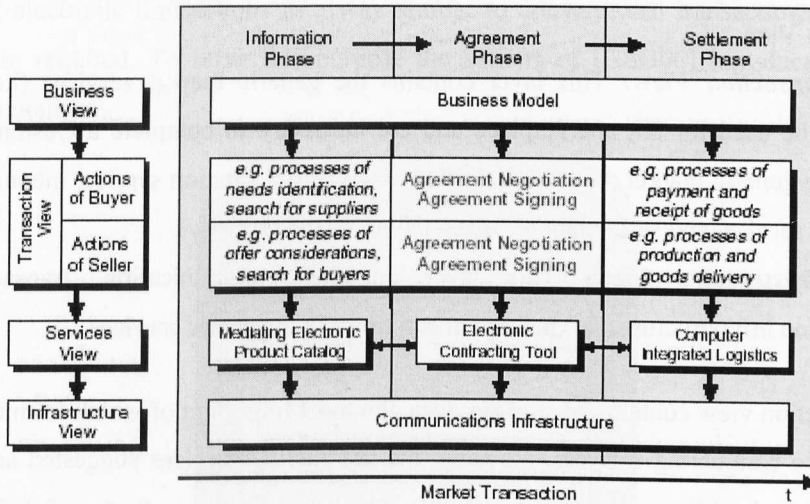 Information
Phase
Agreement
Phase
Settlement
Phase
Business
View
Business Model
Transaction
View
Actions
of Buyer
e.g. processes of
needs identification,
search for suppliers
Agreement Negotiation
Agreement Signing
e.g. processes of
payment and
receipt of goods
Actions
of Seller
e.g. processes of
offer considerations,
search for buyers
Agreement Negotiation
Agreement Signing
e.g. processes of
production and
goods delivery
Services
View
Mediating Electronic
Product Catalog
Electronic
Contracting Tool
Computer
Integrated Logistics
Infrastructure
View
Communications Infrastructure
Market Transaction
t